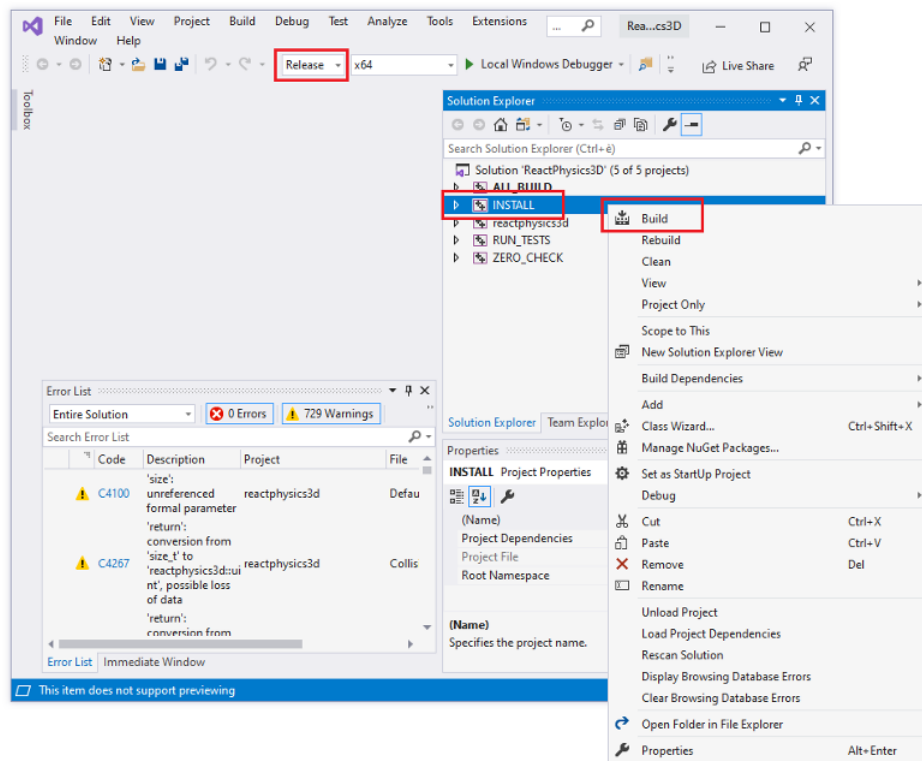 File Edit View Project Build Debug Test Analyze Tools Extensions ... Rea...cs3D
Window Help
Release x64 Local Windows Debugger Live Share
Toolbox
Solution Explorer
Search Solution Explorer (Ctrl+è)
Solution 'ReactPhysics3D' (5 of 5 projects)
ALL_BUILD
INSTALL
reactphysics3d
RUN_TESTS
ZERO_CHECK
Build
Rebuild
Clean
View
Project Only
Scope to This
New Solution Explorer View
Build Dependencies
Add
Class Wizard... Ctrl+Shift+X
Manage NuGet Packages...
Set as StartUp Project
Debug
Cut Ctrl+X
Paste Ctrl+V
Remove Del
Rename
Unload Project
Load Project Dependencies
Rescan Solution
Display Browsing Database Errors
Clear Browsing Database Errors
Open Folder in File Explorer
Properties Alt+Enter
Error List
Entire Solution 0 Errors 729 Warnings
Search Error List
Code Description Project File
C4100 'size': unreferenced formal parameter reactphysics3d Defau
C4267 'return': conversion from 'size_t' to 'reactphysics3d::uint', possible loss of data reactphysics3d Collis
'return': conversion from
Error List Immediate Window
Solution Explorer Team Explor
Properties
INSTALL Project Properties
(Name)
Project Dependencies
Project File
Root Namespace
(Name)
Specifies the project name.
This item does not support previewing